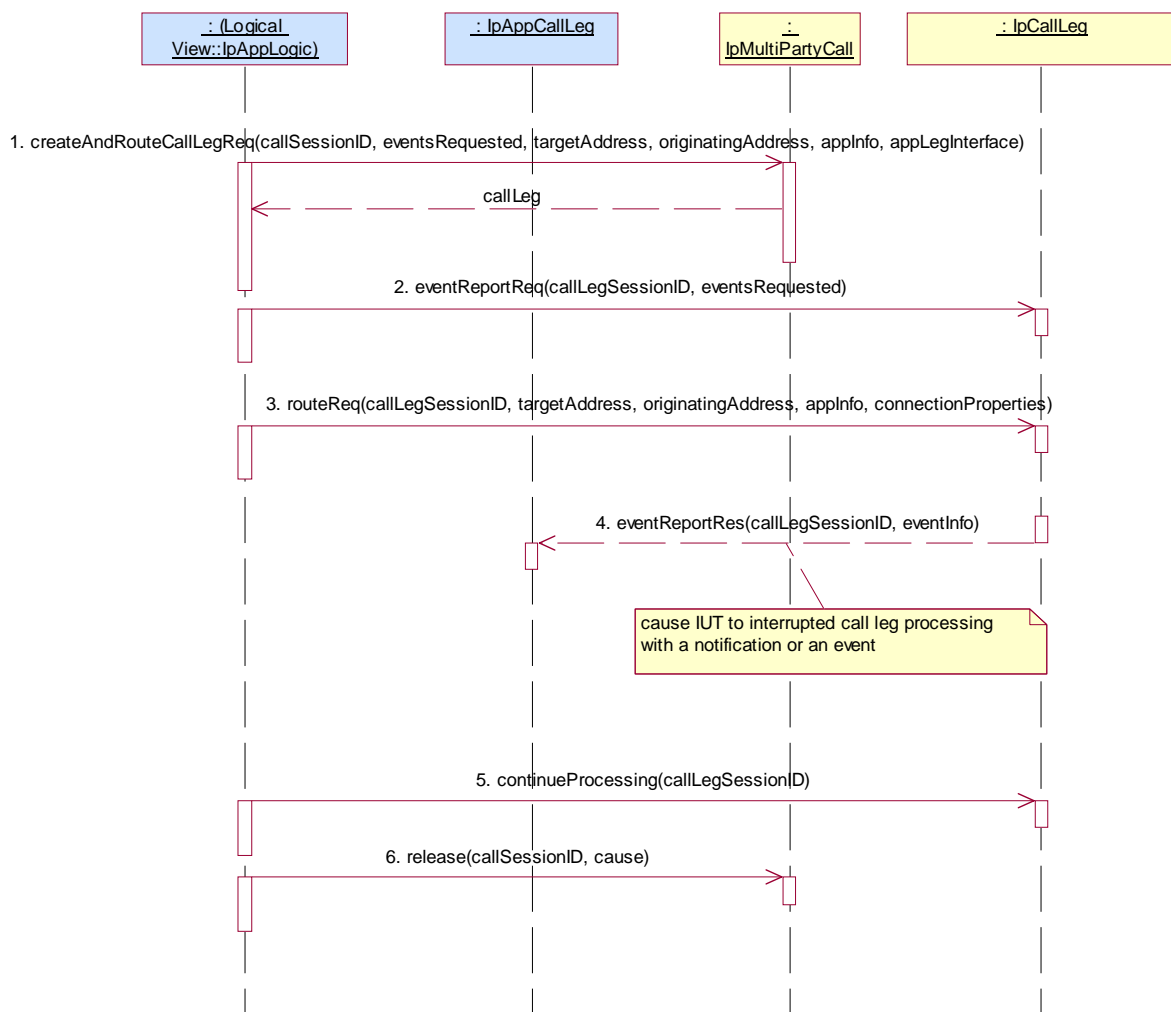 : (Logical
View::IpAppLogic)
: IpAppCallLeg
:
IpMultiPartyCall
: IpCallLeg
1. createAndRouteCallLegReq(callSessionID, eventsRequested, targetAddress, originatingAddress, appInfo, appLegInterface)
callLeg
2. eventReportReq(callLegSessionID, eventsRequested)
3. routeReq(callLegSessionID, targetAddress, originatingAddress, appInfo, connectionProperties)
4. eventReportRes(callLegSessionID, eventInfo)
cause IUT to interrupted call leg processing
with a notification or an event
5. continueProcessing(callLegSessionID)
6. release(callSessionID, cause)